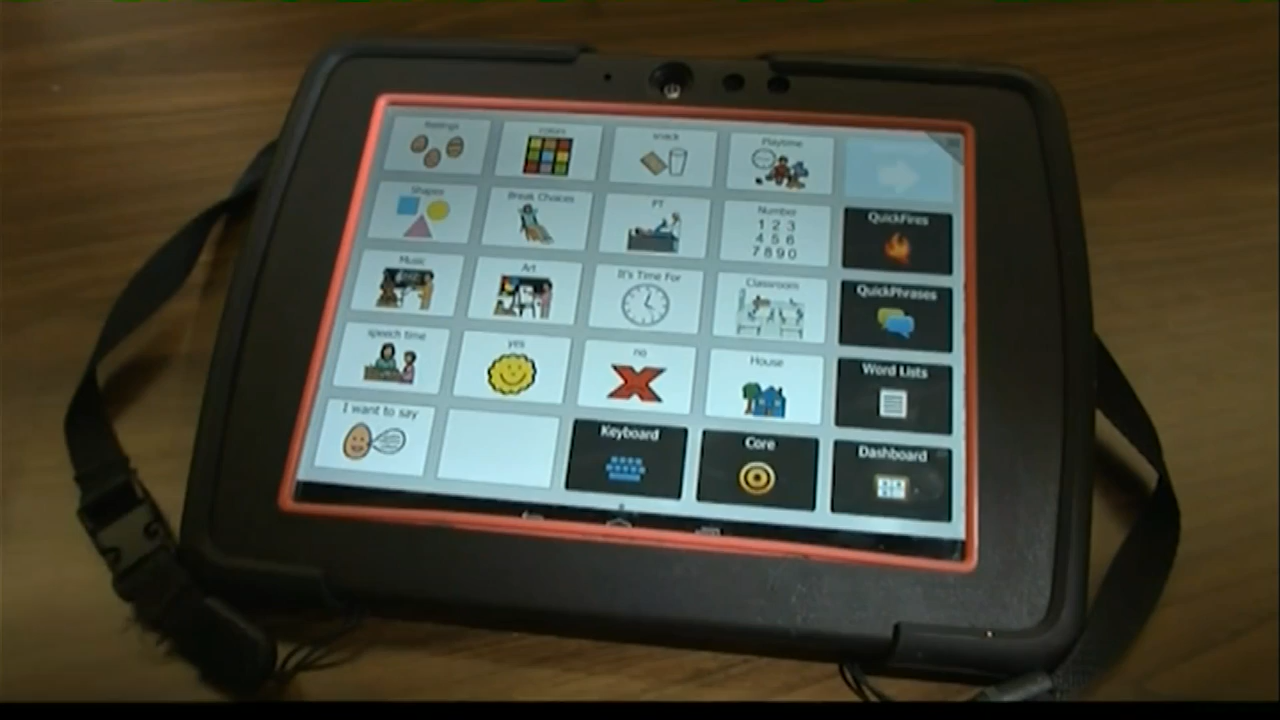 feelings
colors
snack
Playtime
Shapes
Break Choices
PT
Number
1 2 3
4 5 6
7 8 9 0
QuickFires
Music
Art
It's Time For
Classroom
QuickPhrases
speech time
yes
no
House
Word Lists
I want to say
Keyboard
Core
Dashboard